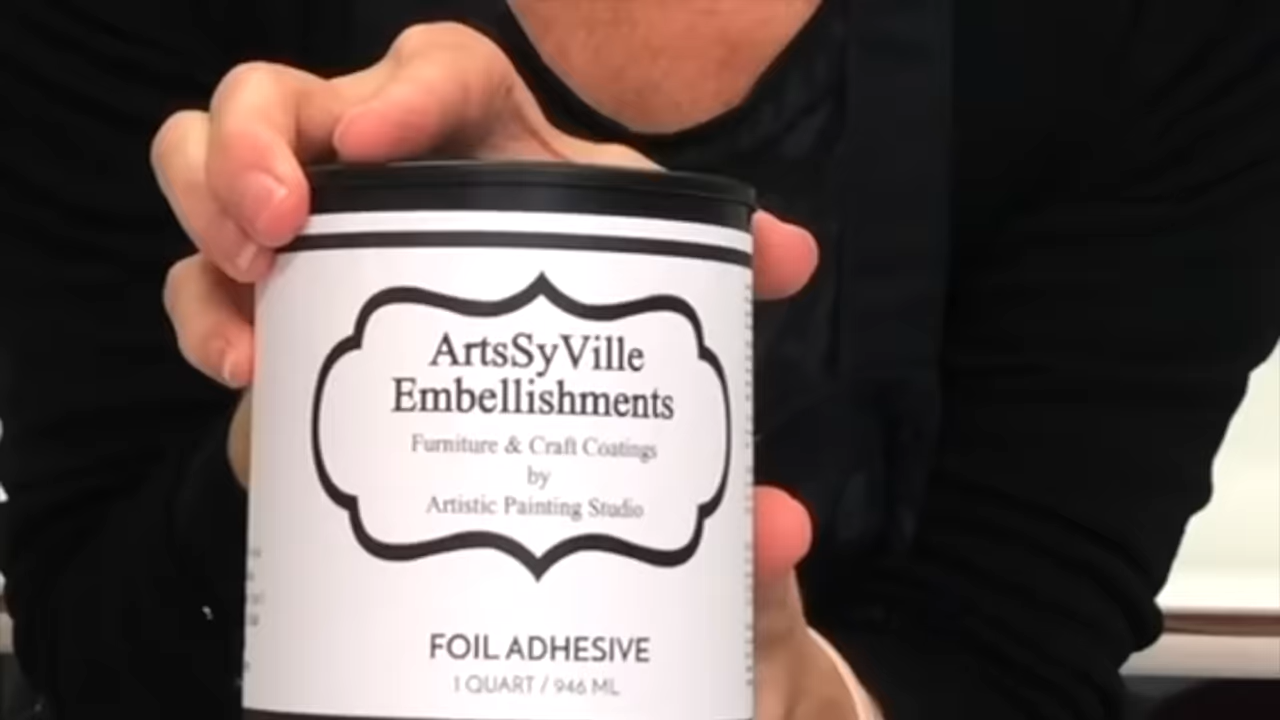 ArtsSyVille
Embellishments
Furniture & Craft Coatings
by
Artistic Painting Studio
FOIL ADHESIVE
1 QUART / 946 ML